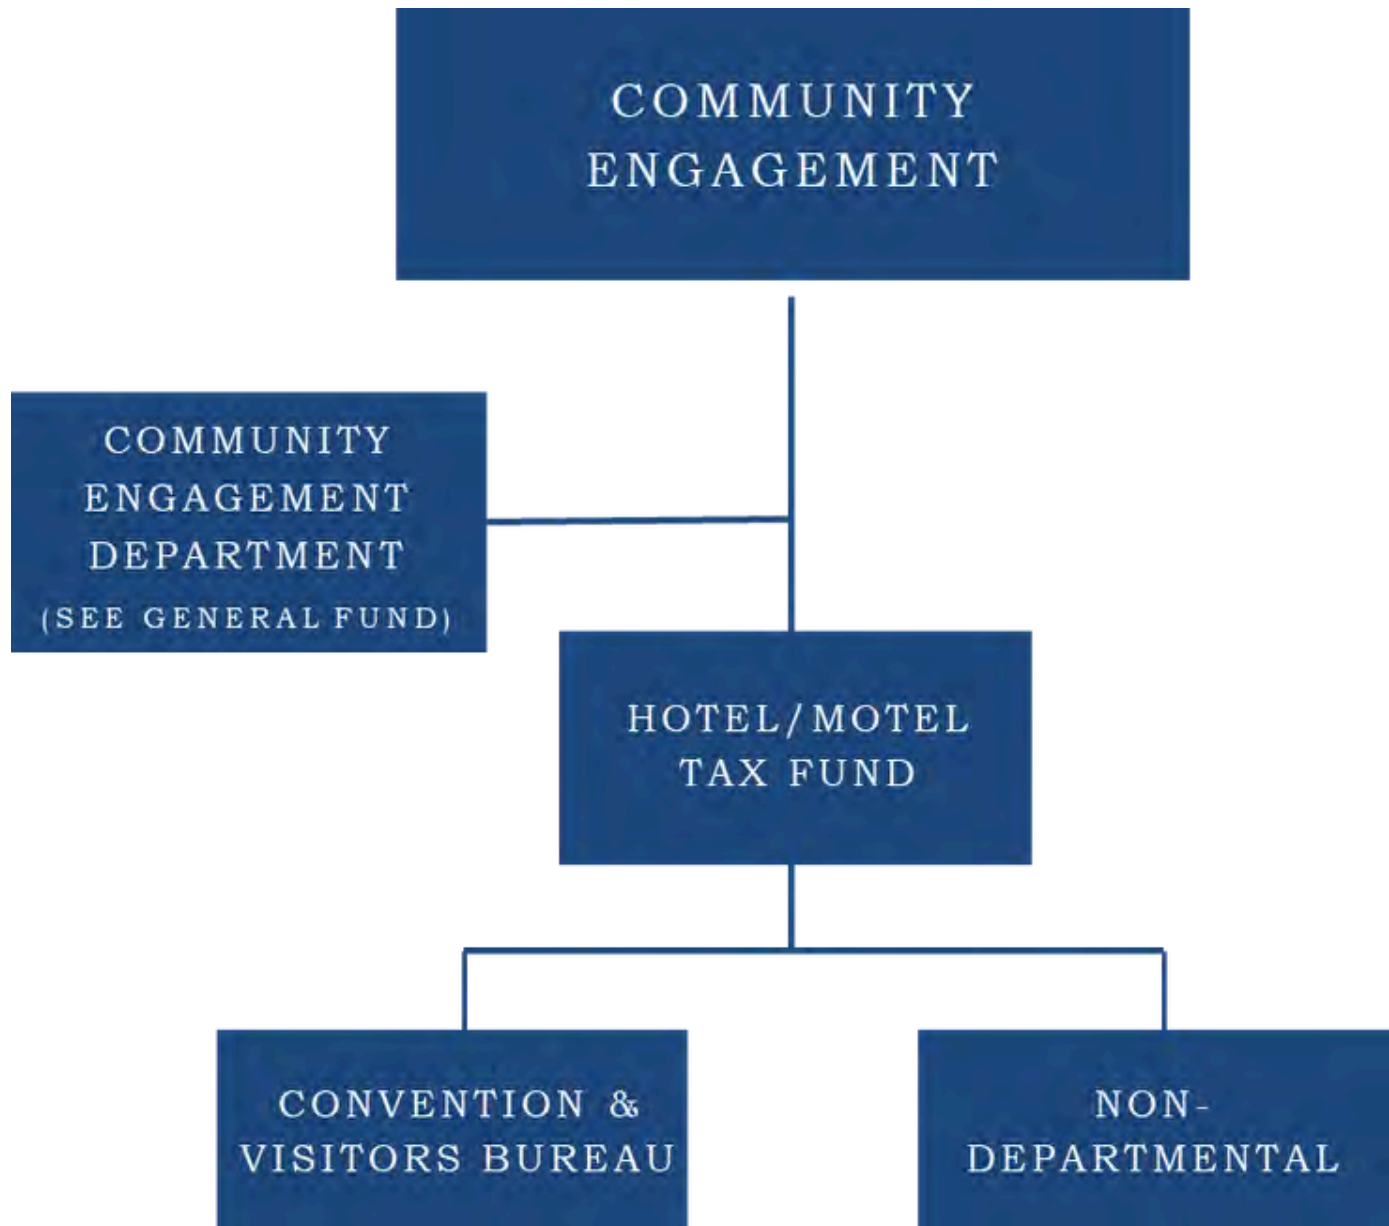 COMMUNITY
ENGAGEMENT
COMMUNITY
ENGAGEMENT
DEPARTMENT
(SEE GENERAL FUND)
HOTEL/MOTEL
TAX FUND
CONVENTION &
VISITORS BUREAU
NON-
DEPARTMENTAL